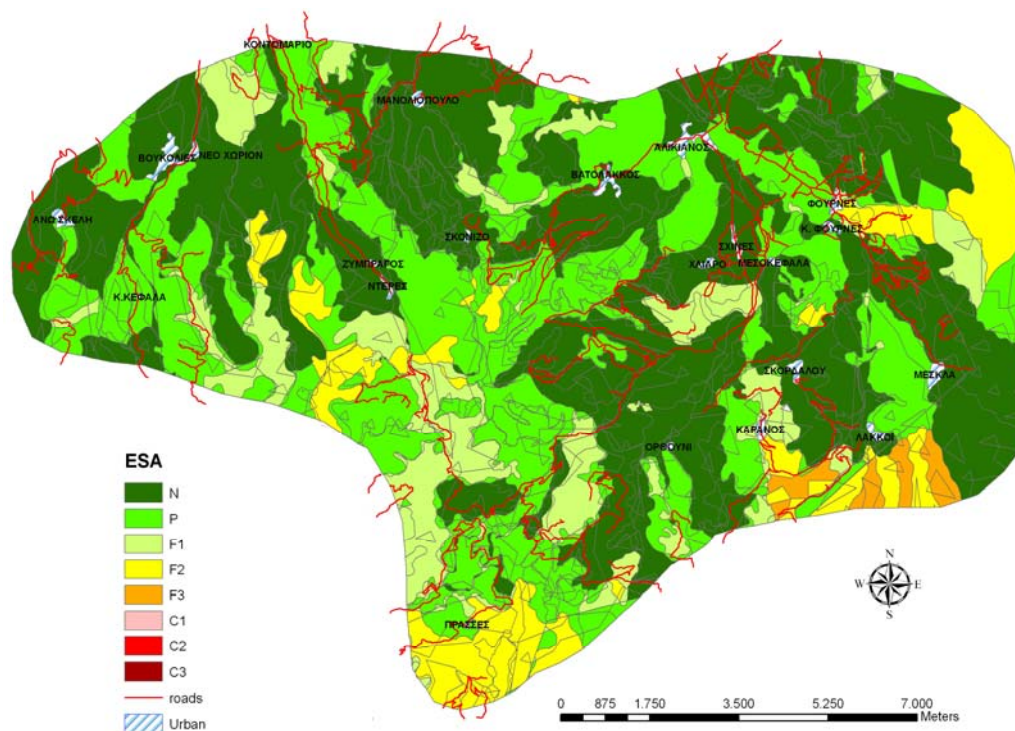 ΚΟΝΤΟΜΑΡΙΟ
ΜΑΝΩΛΙΟΠΟΥΛΟ
ΑΛΙΚΙΑΝΟΣ
ΒΟΥΚΟΛΙΕΣ
ΝΕΟ ΧΩΡΙΟΝ
ΒΑΤΟΛΑΚΚΟΣ
ΦΟΥΡΝΕΣ
ΑΝΩ ΣΚΕΛΗ
Κ. ΦΟΥΡΝΕΣ
ΣΚΟΝΙΖΟ
ΣΧΙΝΕΣ
ΖΥΜΠΡΑΓΟΣ
ΧΛΙΑΡΟ
ΜΕΣΟΚΕΦΑΛΑ
ΝΤΕΡΕΣ
Κ.ΚΕΦΑΛΑ
ΣΚΟΡΔΑΛΟΥ
ΜΕΣΚΛΑ
ΚΑΡΑΝΟΣ
ΛΑΚΚΟΙ
ΟΡΘΟΥΝΙ
ΠΡΑΣΣΕΣ
ESA
N
P
F1
F2
F3
C1
C2
C3
roads
Urban
N
W E
S
0 875 1.750 3.500 5.250 7.000
Meters